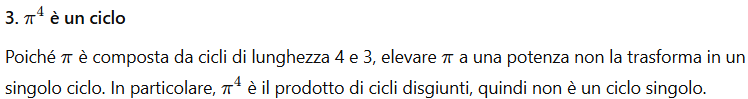 3. π⁴ è un ciclo
Poiché π è composta da cicli di lunghezza 4 e 3, elevare π a una potenza non la trasforma in un
singolo ciclo. In particolare, π⁴ è il prodotto di cicli disgiunti, quindi non è un ciclo singolo.